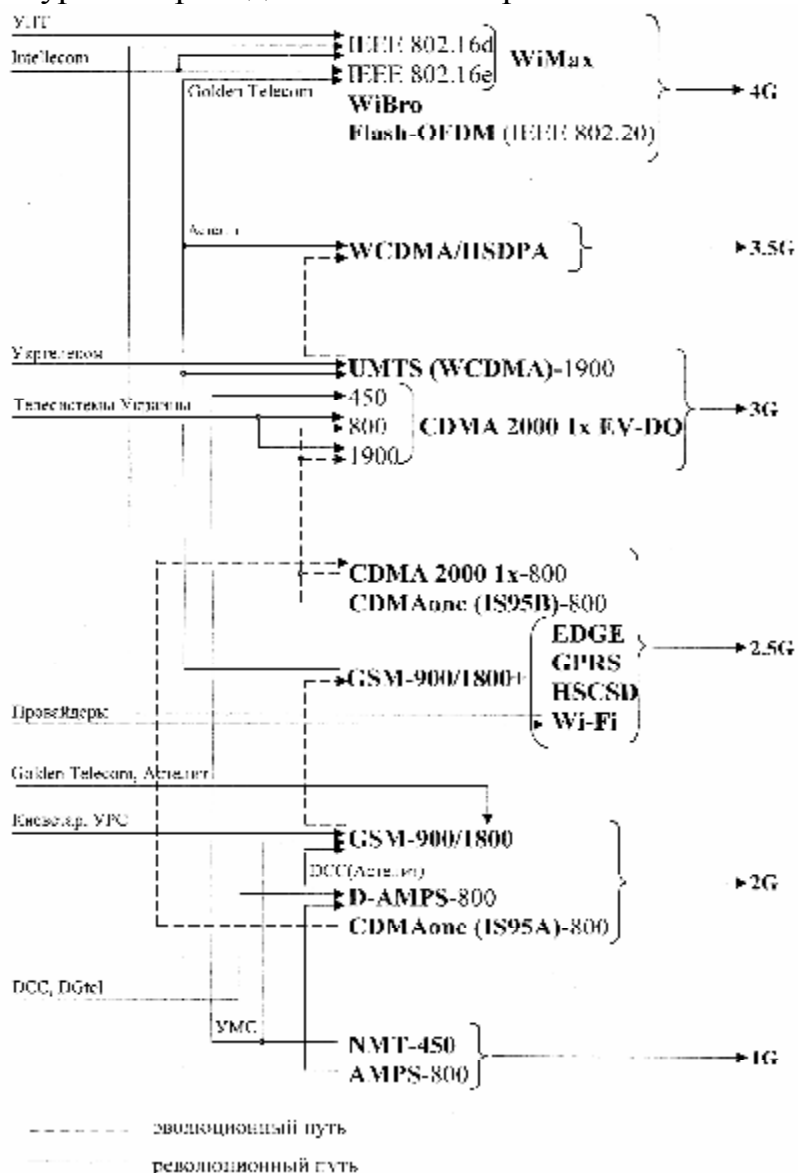 УЛТ
IEEE 802.16d
Intellecom
WiMax
IEEE 802.16e
Golden Telecom
4G
WiBro
Flash-OFDM (IEEE 802.20)
Астелит
WCDMA/HSDPA
3.5G
Укртелеком
UMTS (WCDMA)-1900
450
Телесистемы Украины
3G
800
CDMA 2000 1x EV-DO
1900
CDMA 2000 1x-800
CDMAone (IS95B)-800
EDGE
2.5G
GPRS
GSM-900/1800+
HSCSD
Провайдеры
Wi-Fi
Golden Telecom, Астелит
Киевстар, УРС
GSM-900/1800
DCC(Астелит)
2G
D-AMPS-800
CDMAone (IS95A)-800
DCC, DGtel
УМС
NMT-450
1G
AMPS-800
эволюционный путь
революционный путь